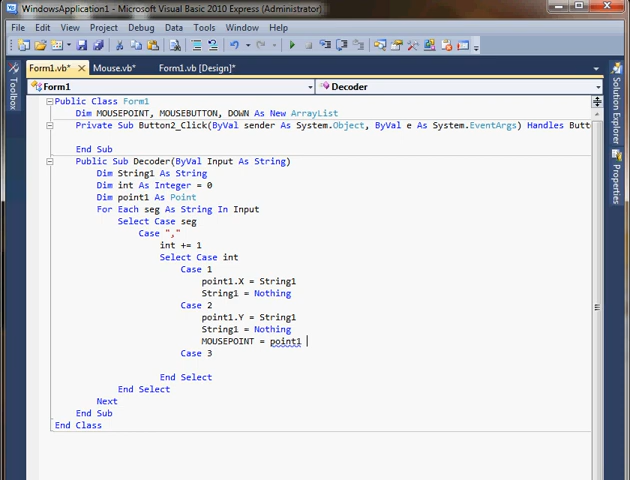 WindowsApplication1 - Microsoft Visual Basic 2010 Express (Administrator)
File Edit View Project Debug Data Tools Window Help
Form1.vb* Mouse.vb* Form1.vb [Design]*
Form1 Decoder
Toolbox
Solution Explorer
Properties
Public Class Form1
Dim MOUSEPOINT, MOUSEBUTTON, DOWN As New ArrayList
Private Sub Button2_Click(ByVal sender As System.Object, ByVal e As System.EventArgs) Handles Butt
End Sub
Public Sub Decoder(ByVal Input As String)
Dim String1 As String
Dim int As Integer = 0
Dim point1 As Point
For Each seg As String In Input
Select Case seg
Case ","
int += 1
Select Case int
Case 1
point1.X = String1
String1 = Nothing
Case 2
point1.Y = String1
String1 = Nothing
MOUSEPOINT = point1
Case 3
End Select
End Select
Next
End Sub
End Class